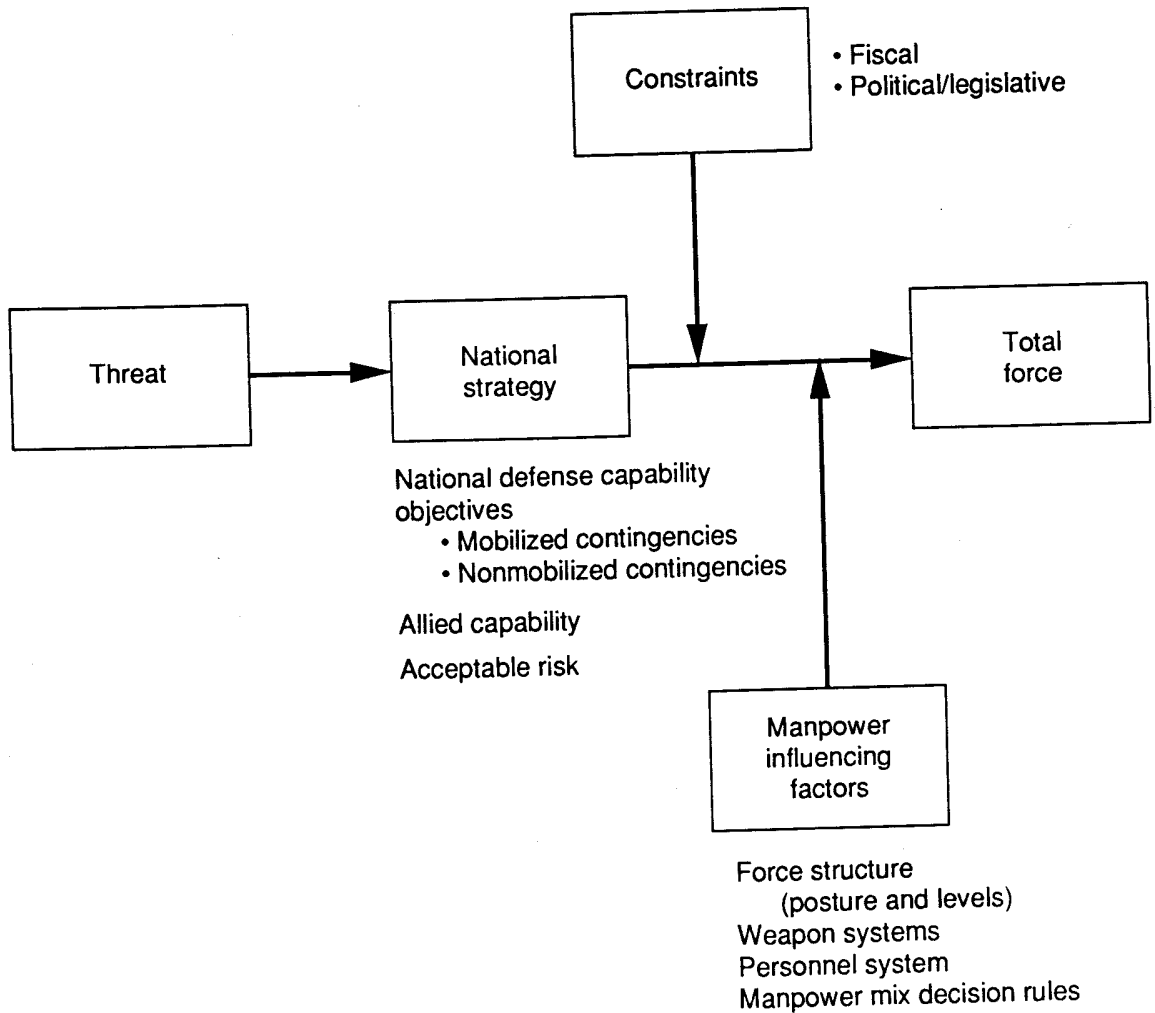 Constraints
• Fiscal
• Political/legislative
Threat
National
strategy
Total
force
National defense capability
objectives
• Mobilized contingencies
• Nonmobilized contingencies
Allied capability
Acceptable risk
Manpower
influencing
factors
Force structure
(posture and levels)
Weapon systems
Personnel system
Manpower mix decision rules